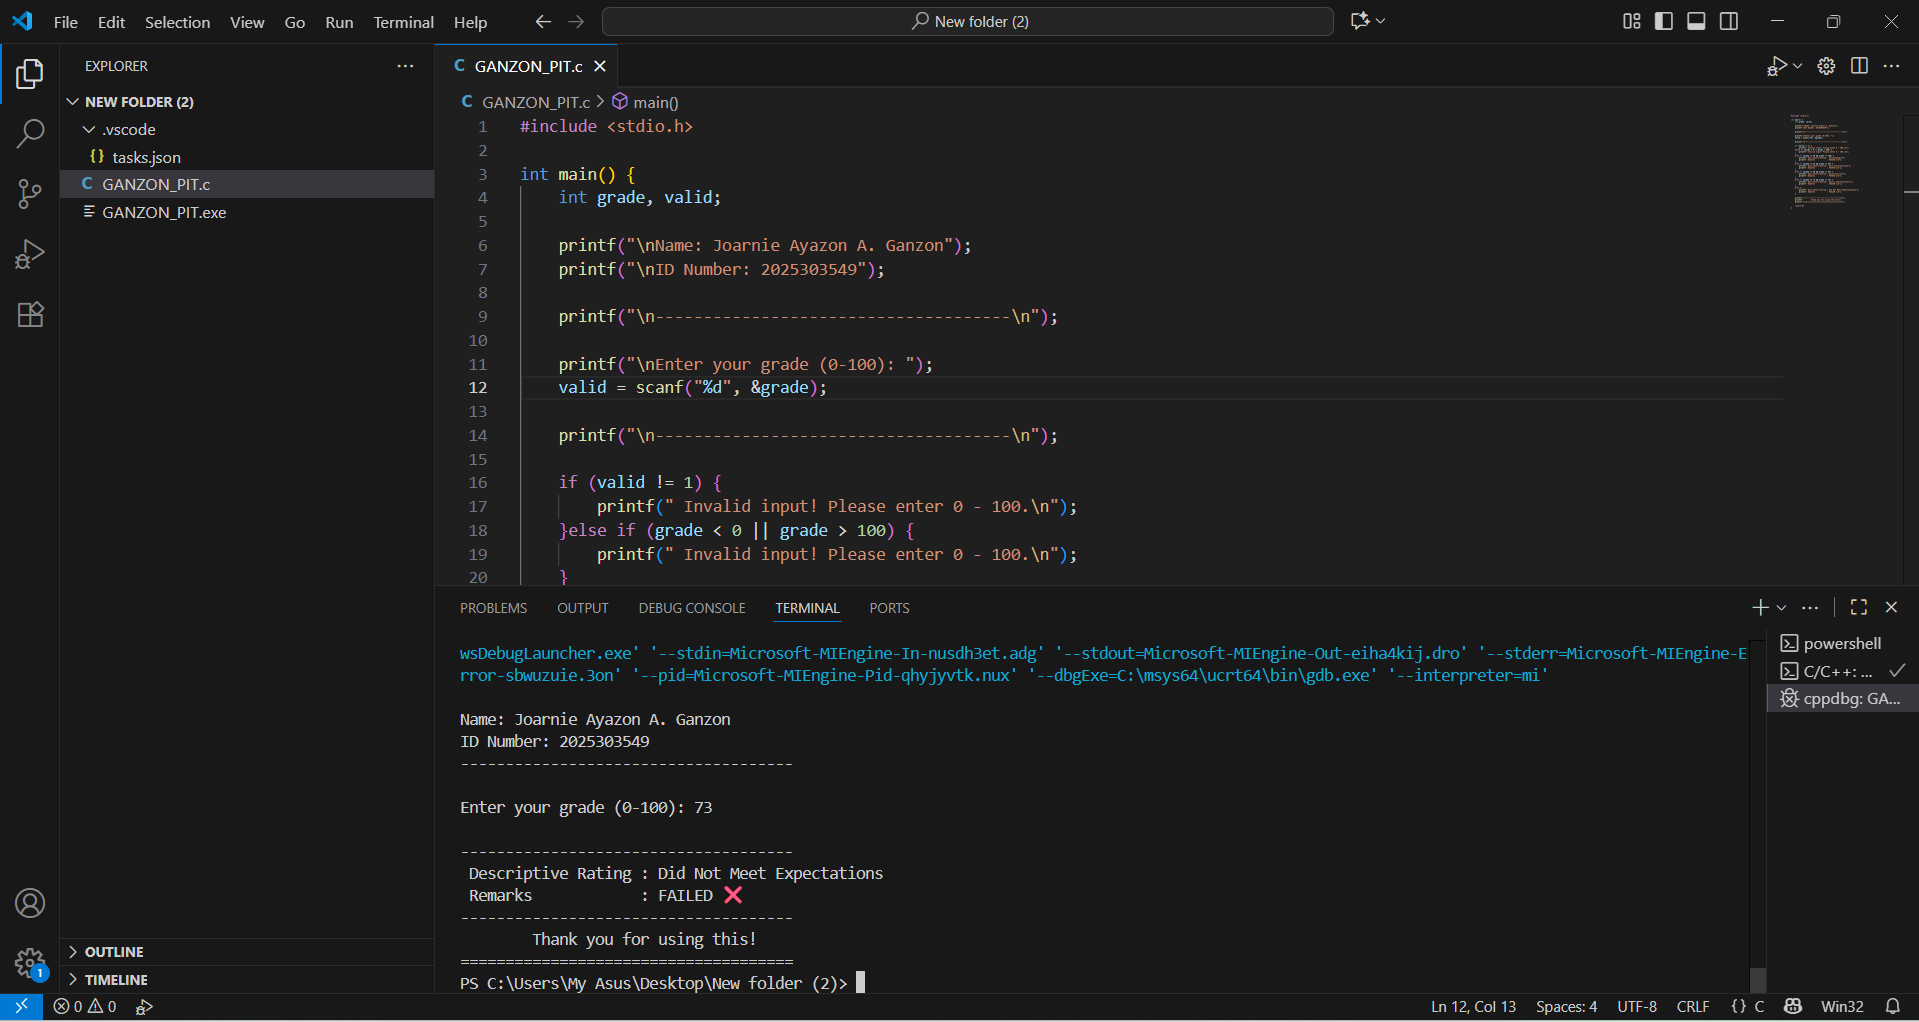 File Edit Selection View Go Run Terminal Help
New folder (2)
EXPLORER
NEW FOLDER (2)
.vscode
{} tasks.json
C GANZON_PIT.c
GANZON_PIT.exe
OUTLINE
TIMELINE
C GANZON_PIT.c
C GANZON_PIT.c > main()
1 #include <stdio.h>
2
3 int main() {
4 int grade, valid;
5
6 printf("\nName: Joarnie Ayazon A. Ganzon");
7 printf("\nID Number: 2025303549");
8
9 printf("\n-------------------------------------\n");
10
11 printf("\nEnter your grade (0-100): ");
12 valid = scanf("%d", &grade);
13
14 printf("\n-------------------------------------\n");
15
16 if (valid != 1) {
17 printf(" Invalid input! Please enter 0 - 100.\n");
18 }else if (grade < 0 || grade > 100) {
19 printf(" Invalid input! Please enter 0 - 100.\n");
20 }
PROBLEMS OUTPUT DEBUG CONSOLE TERMINAL PORTS
wsDebugLauncher.exe' '--stdin=Microsoft-MIEngine-In-nusdh3et.adg' '--stdout=Microsoft-MIEngine-Out-eiha4kij.dro' '--stderr=Microsoft-MIEngine-E
rror-sbwuzuie.3on' '--pid=Microsoft-MIEngine-Pid-qhyjyvtk.nux' '--dbgExe=C:\msys64\ucrt64\bin\gdb.exe' '--interpreter=mi'
Name: Joarnie Ayazon A. Ganzon
ID Number: 2025303549
-------------------------------------
Enter your grade (0-100): 73
-------------------------------------
Descriptive Rating : Did Not Meet Expectations
Remarks : FAILED ❌
-------------------------------------
Thank you for using this!
=====================================
PS C:\Users\My Asus\Desktop\New folder (2)>
powershell
C/C++: ...
cppdbg: GA...
1
0 0
Ln 12, Col 13 Spaces: 4 UTF-8 CRLF {} C Win32